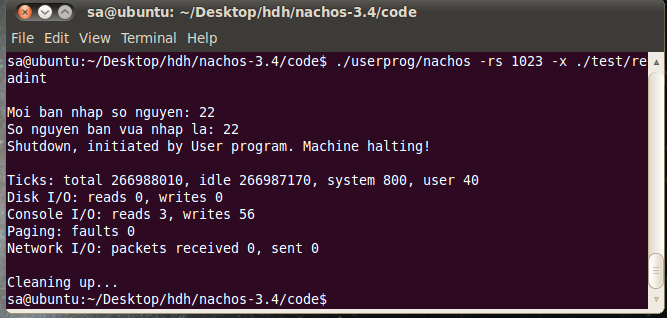 sa@ubuntu: ~/Desktop/hdh/nachos-3.4/code
File Edit View Terminal Help
sa@ubuntu:~/Desktop/hdh/nachos-3.4/code$ ./userprog/nachos -rs 1023 -x ./test/re
adint
Moi ban nhap so nguyen: 22
So nguyen ban vua nhap la: 22
Shutdown, initiated by User program. Machine halting!
Ticks: total 266988010, idle 266987170, system 800, user 40
Disk I/O: reads 0, writes 0
Console I/O: reads 3, writes 56
Paging: faults 0
Network I/O: packets received 0, sent 0
Cleaning up...
sa@ubuntu:~/Desktop/hdh/nachos-3.4/code$